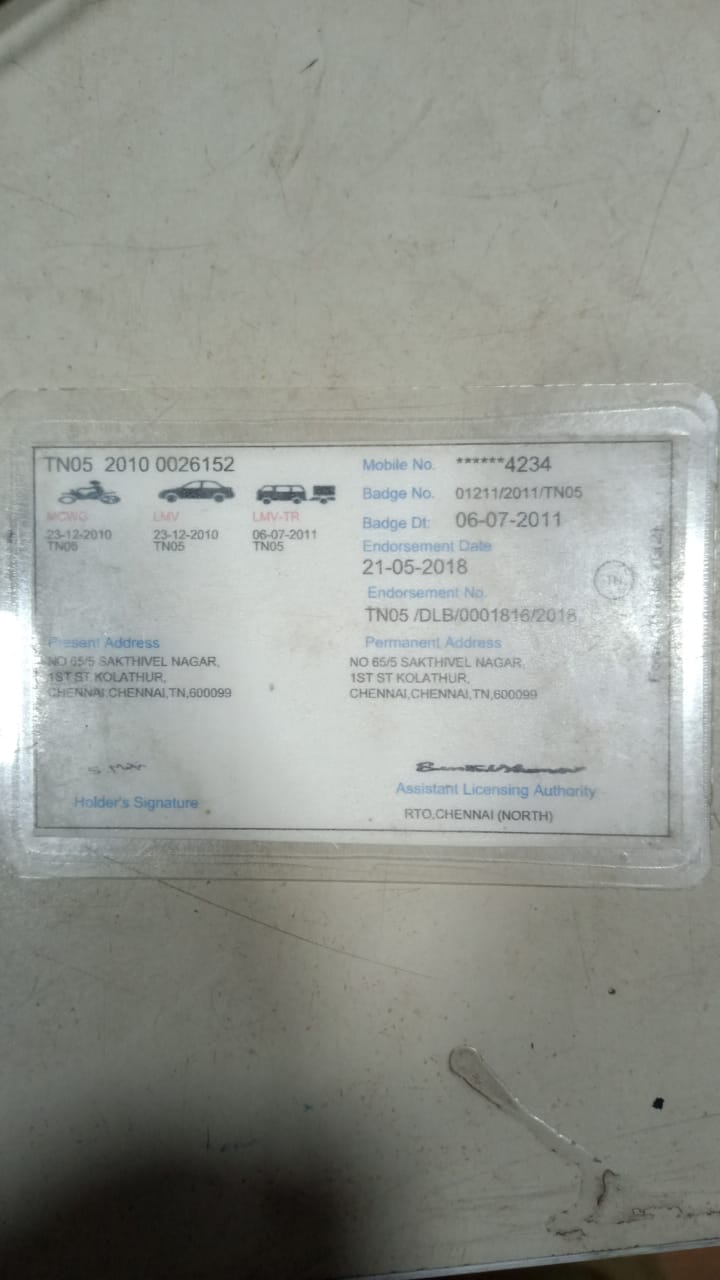 TN05 2010 0026152
MCWG LMV LMV-TR
23-12-2010 23-12-2010 06-07-2011
TN05 TN05 TN05
Mobile No. ******4234
Badge No. 01211/2011/TN05
Badge Dt: 06-07-2011
Endorsement Date
21-05-2018
Endorsement No.
TN05 /DLB/0001816/2018
TN
Present Address
NO 65/5 SAKTHIVEL NAGAR,
1ST ST KOLATHUR,
CHENNAI,CHENNAI,TN,600099
Permanent Address
NO 65/5 SAKTHIVEL NAGAR,
1ST ST KOLATHUR,
CHENNAI,CHENNAI,TN,600099
Holder's Signature
Assistant Licensing Authority
RTO,CHENNAI (NORTH)